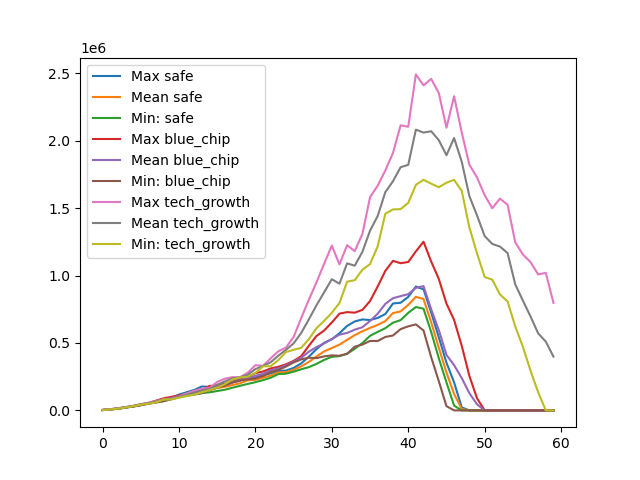 1e6
2.5
2.0
1.5
1.0
0.5
0.0
Max safe
Mean safe
Min: safe
Max blue_chip
Mean blue_chip
Min: blue_chip
Max tech_growth
Mean tech_growth
Min: tech_growth
0 10 20 30 40 50 60